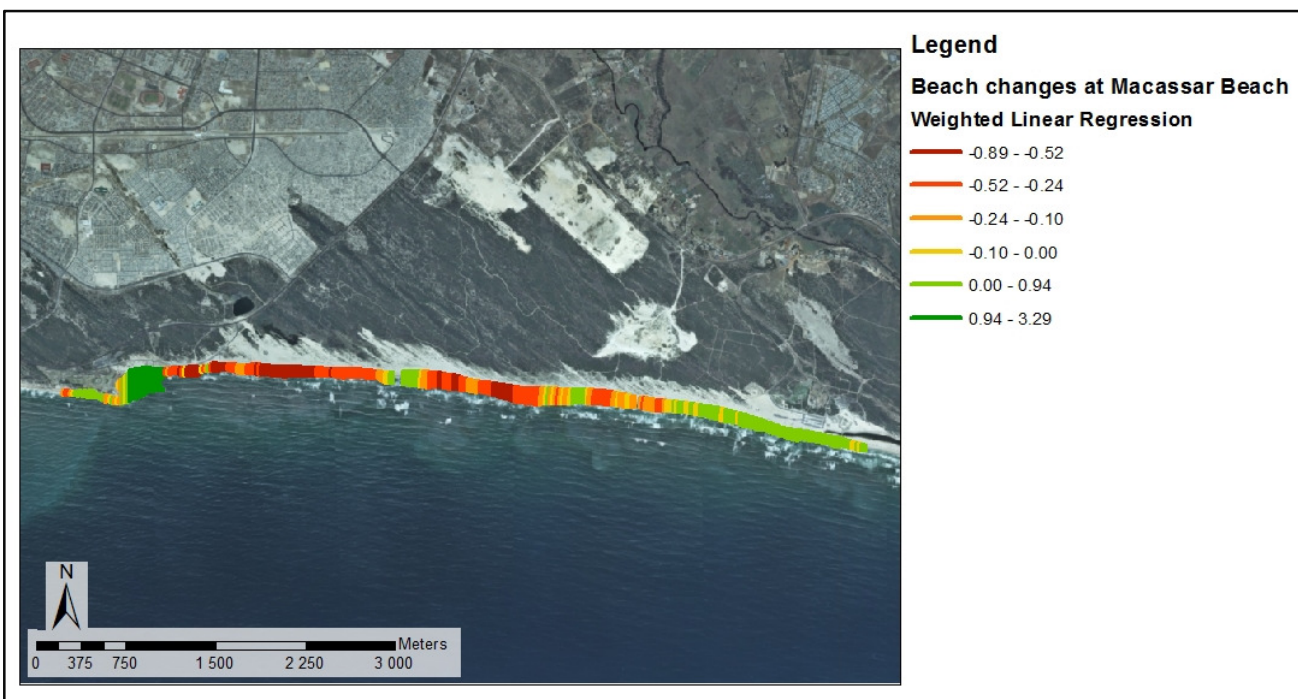 Legend
Beach changes at Macassar Beach
Weighted Linear Regression
-0.89 - -0.52
-0.52 - -0.24
-0.24 - -0.10
-0.10 - 0.00
0.00 - 0.94
0.94 - 3.29
N
Meters
0 375 750 1 500 2 250 3 000